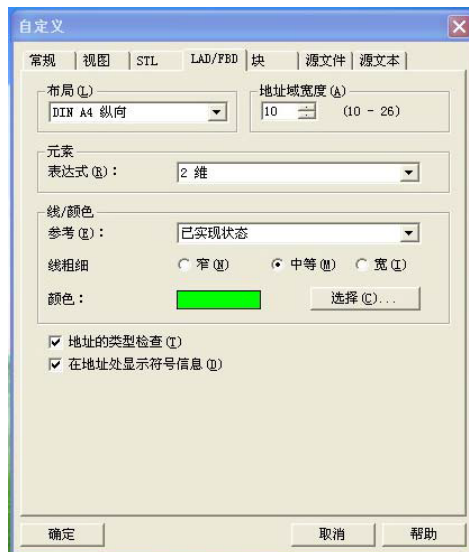 自定义
常规 视图 STL LAD/FBD 块 源文件 源文本
布局(L) 地址域宽度(A)
DIN A4 纵向 10 (10 - 26)
元素
表达式(R)： 2 维
线/颜色
参考(E)： 已实现状态
线粗细 窄(N) 中等(M) 宽(I)
颜色： 选择(C)...
地址的类型检查(T)
在地址处显示符号信息(D)
确定 取消 帮助